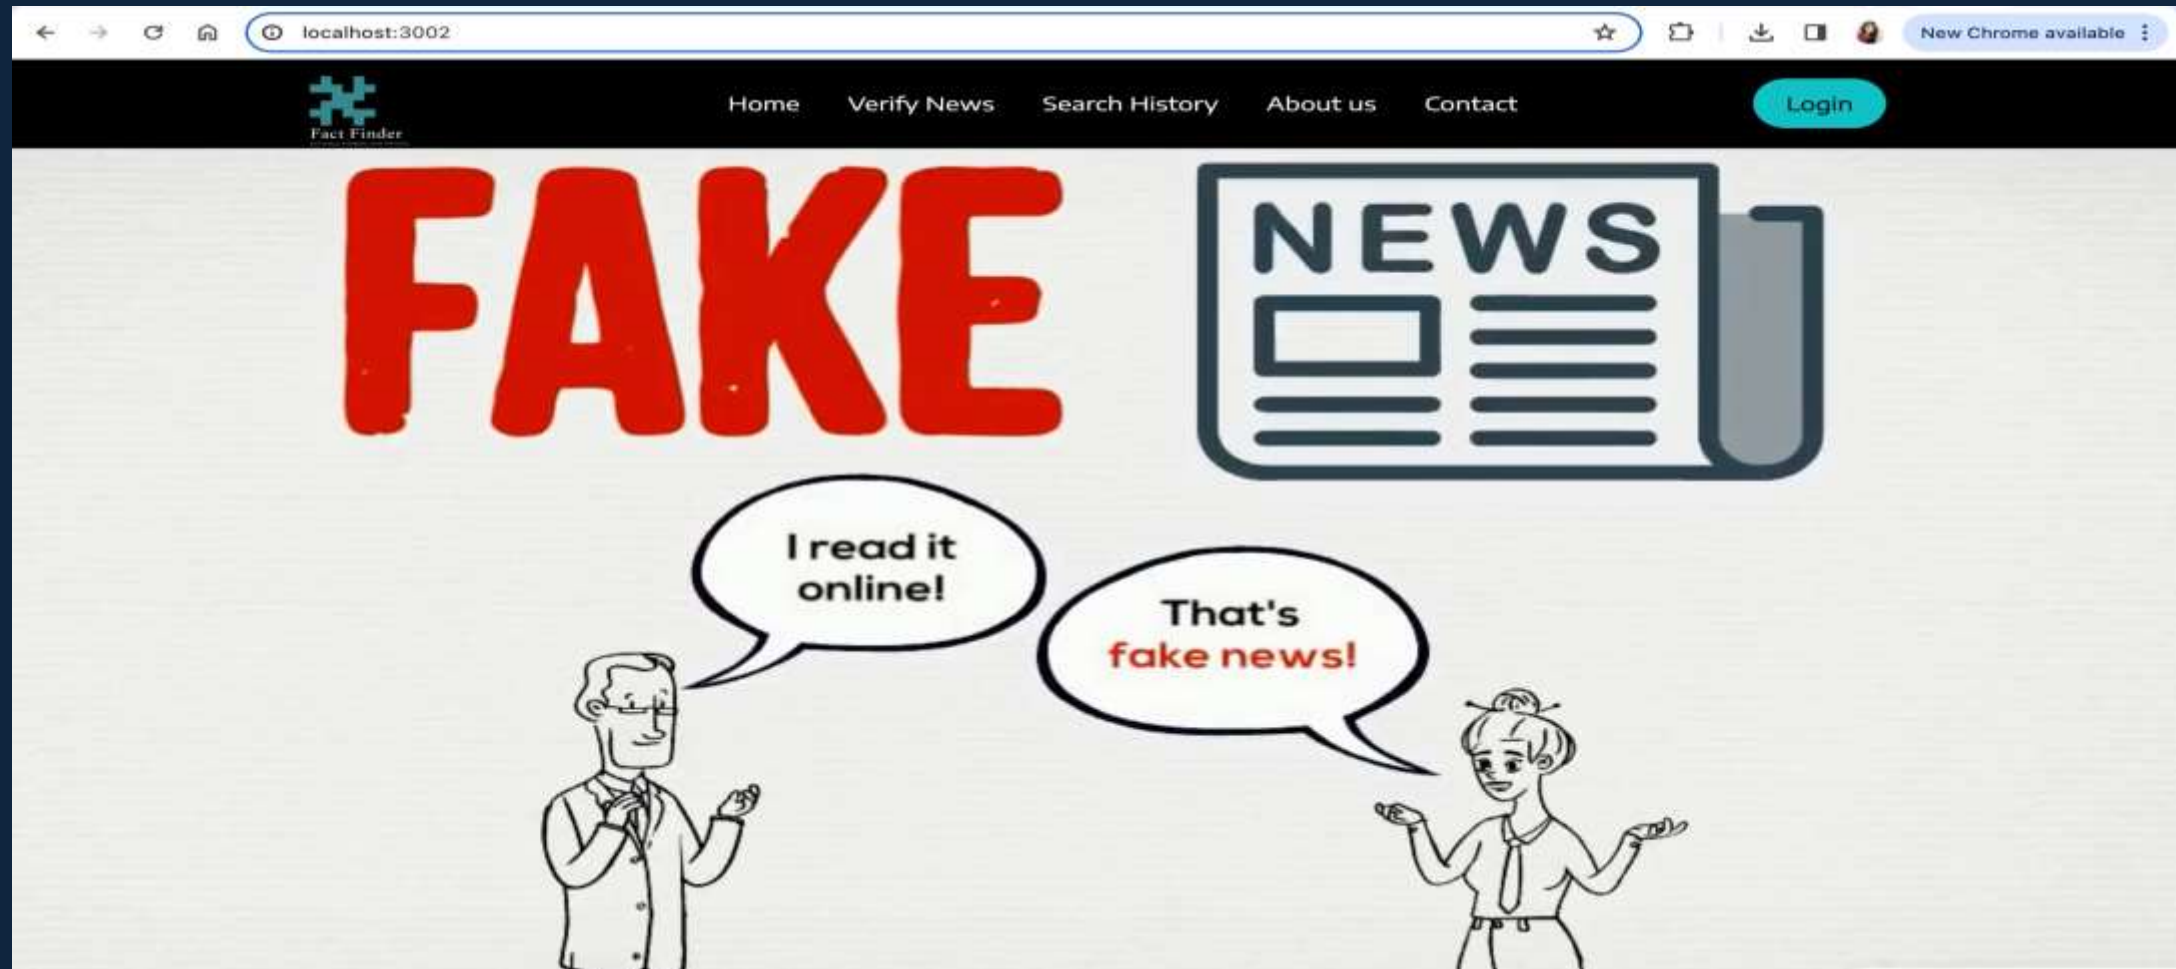 localhost:3002
New Chrome available
Fact Finder
Home Verify News Search History About us Contact Login
FAKE
NEWS
I read it
online!
That's
fake news!